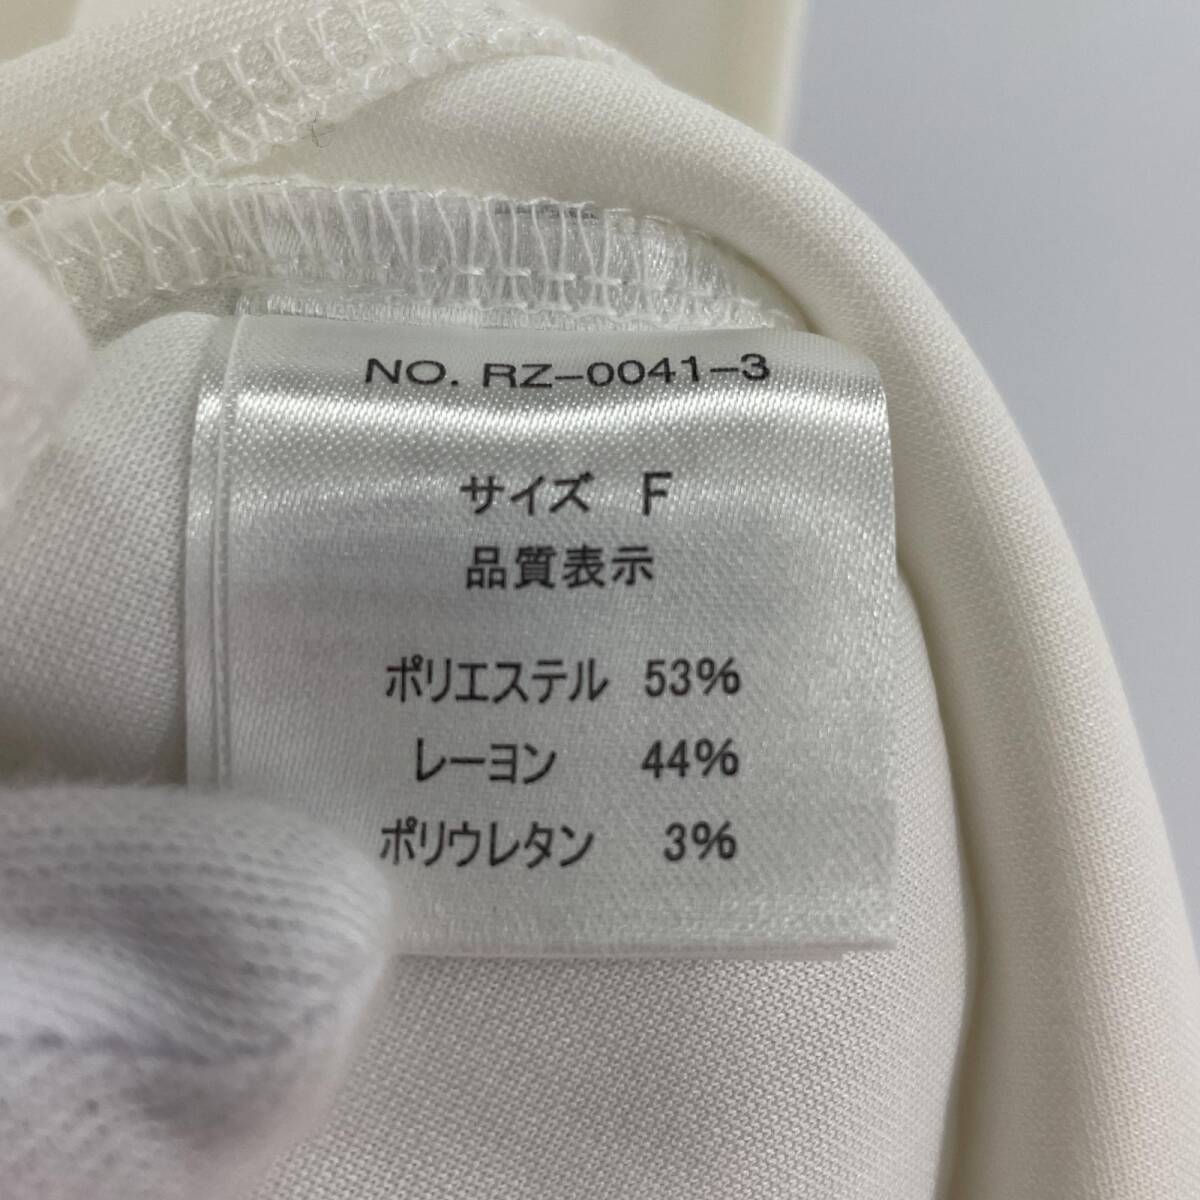 NO. RZ-0041-3
サイズ F
品質表示
ポリエステル 53%
レーヨン 44%
ポリウレタン 3%